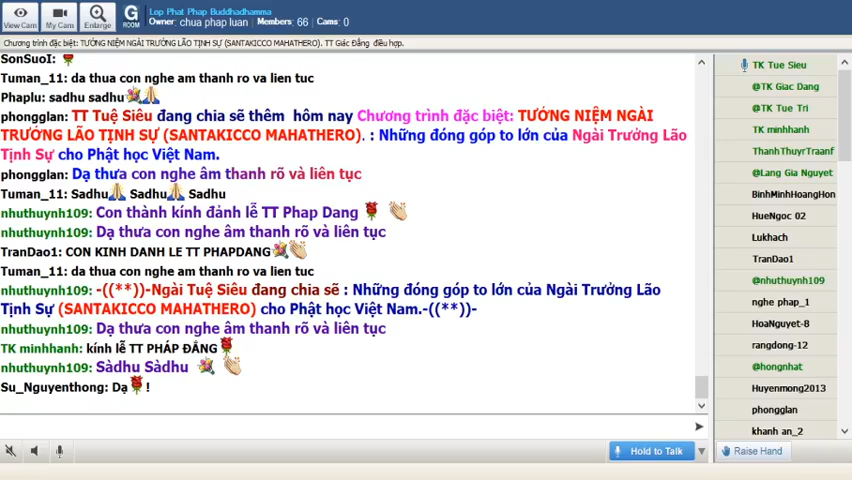 View Cam
My Cam
Enlarge
G
ROOM
Lop Phat Phap Buddhadhamma
Owner: chua phap luan / Members: 66 / Cams: 0
Chương trình đặc biệt: TƯỞNG NIỆM NGÀI TRƯỞNG LÃO TỊNH SỰ (SANTAKICCO MAHATHERO). TT Giác Đẳng điều hợp.
SonSuoI:
Tuman_11: da thua con nghe am thanh ro va lien tuc
Phaplu: sadhu sadhu
phongglan: TT Tuệ Siêu đang chia sẽ thêm hôm nay Chương trình đặc biệt: TƯỞNG NIỆM NGÀI
TRƯỞNG LÃO TỊNH SỰ (SANTAKICCO MAHATHERO). : Những đóng góp to lớn của Ngài Trưởng Lão
Tịnh Sự cho Phật học Việt Nam.
phongglan: Dạ thưa con nghe âm thanh rõ và liên tục
Tuman_11: Sadhu Sadhu Sadhu
nhuthuynh109: Con thành kính đảnh lễ TT Phap Dang
nhuthuynh109: Dạ thưa con nghe âm thanh rõ và liên tục
TranDao1: CON KINH DANH LE TT PHAPDANG
Tuman_11: da thua con nghe am thanh ro va lien tuc
nhuthuynh109: -((**))-Ngài Tuệ Siêu đang chia sẽ : Những đóng góp to lớn của Ngài Trưởng Lão
Tịnh Sự (SANTAKICCO MAHATHERO) cho Phật học Việt Nam.-((**))-
nhuthuynh109: Dạ thưa con nghe âm thanh rõ và liên tục
TK minhhanh: kính lễ TT PHÁP ĐĂNG
nhuthuynh109: Sàdhu Sàdhu
Su_Nguyenthong: Dạ !
TK Tue Sieu
@TK Giac Dang
@TK Tue Tri
TK minhhanh
ThanhThuyrTraanf
@Lang Gia Nguyet
BinhMinhHoangHon
HueNgoc 02
Lukhach
TranDao1
@nhuthuynh109
nghe phap_1
HoaNguyet-8
rangdong-12
@hongnhat
Huyenmong2013
phongglan
khanh an_2
Hold to Talk
Raise Hand